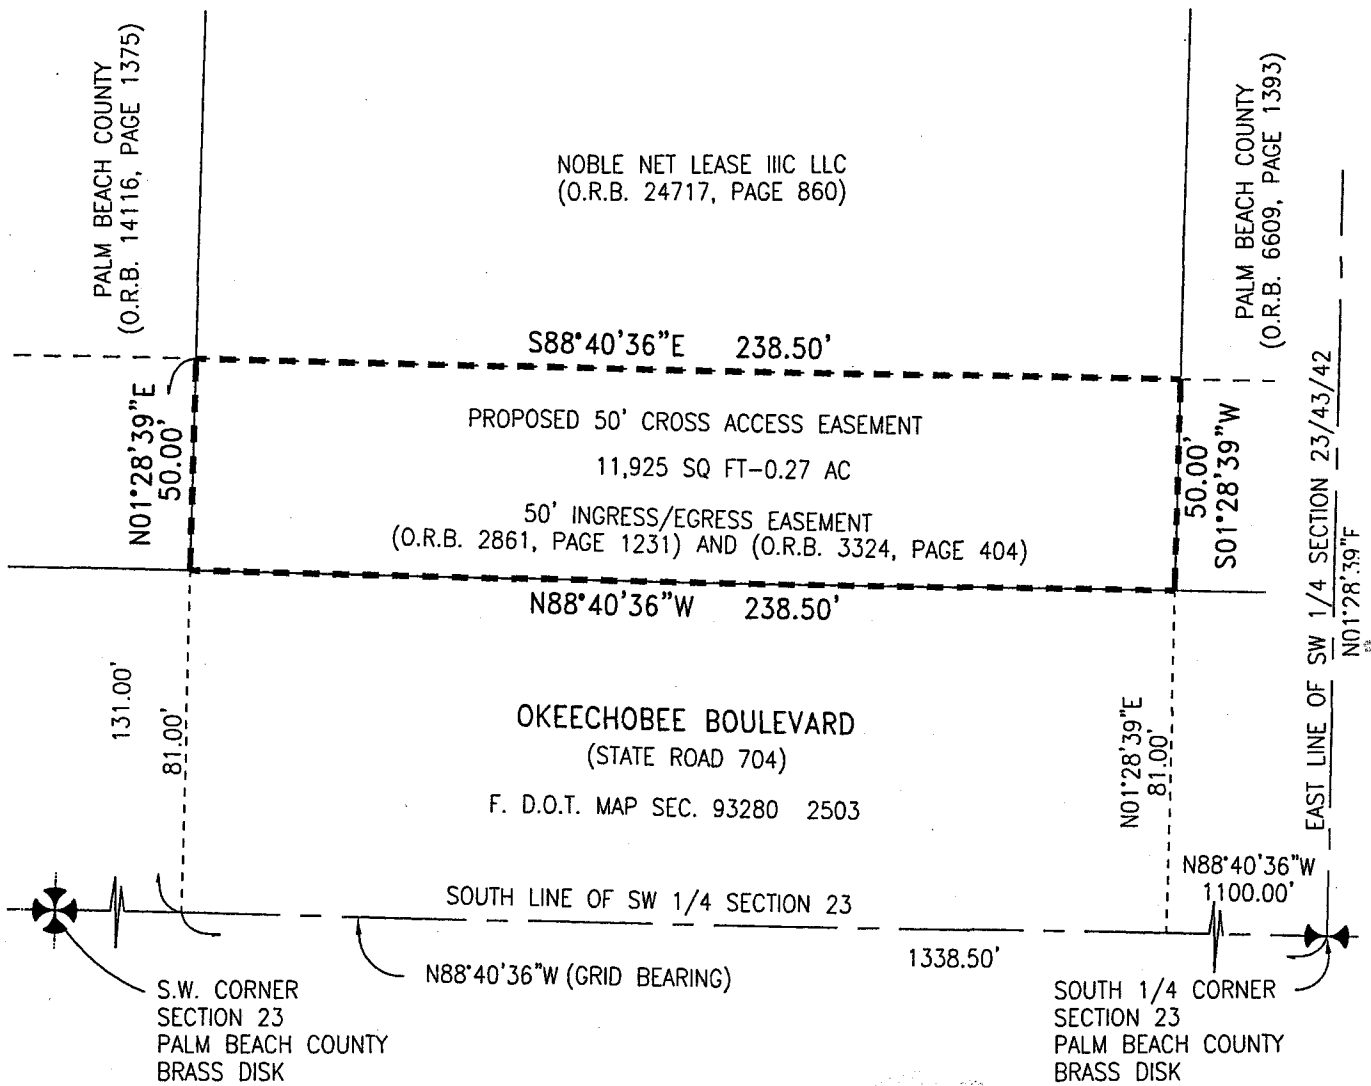 PALM BEACH COUNTY
(O.R.B. 14116, PAGE 1375)
NOBLE NET LEASE IIIC LLC
(O.R.B. 24717, PAGE 860)
PALM BEACH COUNTY
(O.R.B. 6609, PAGE 1393)
S88°40'36"E 238.50'
N01°28'39"E
50.00'
PROPOSED 50' CROSS ACCESS EASEMENT
11,925 SQ FT-0.27 AC
50' INGRESS/EGRESS EASEMENT
(O.R.B. 2861, PAGE 1231) AND (O.R.B. 3324, PAGE 404)
50.00'
S01°28'39"W
EAST LINE OF SW 1/4 SECTION 23/43/42
N01°28'39"E
N88°40'36"W 238.50'
131.00'
81.00'
OKEECHOBEE BOULEVARD
(STATE ROAD 704)
F. D.O.T. MAP SEC. 93280 2503
N01°28'39"E
81.00'
N88°40'36"W
1100.00'
SOUTH LINE OF SW 1/4 SECTION 23
1338.50'
N88°40'36"W (GRID BEARING)
S.W. CORNER
SECTION 23
PALM BEACH COUNTY
BRASS DISK
SOUTH 1/4 CORNER
SECTION 23
PALM BEACH COUNTY
BRASS DISK